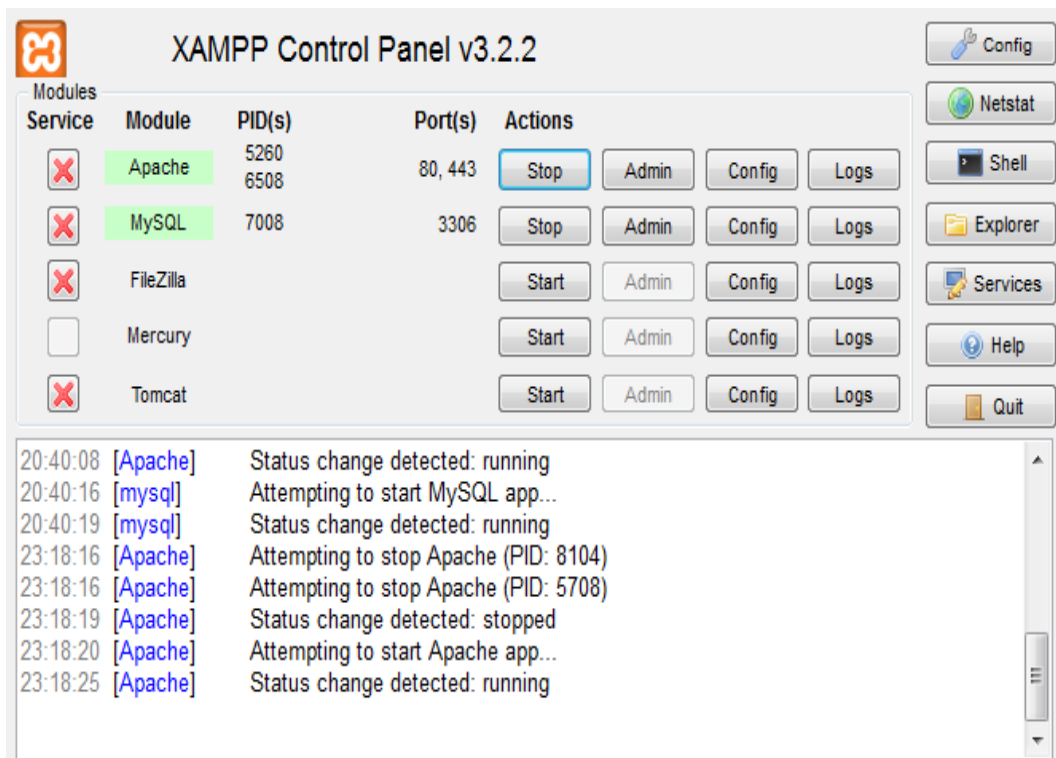 XAMPP Control Panel v3.2.2
Config
Modules
Netstat
Service Module PID(s) Port(s) Actions
Apache 5260 6508 80, 443 Stop Admin Config Logs
Shell
MySQL 7008 3306 Stop Admin Config Logs
Explorer
FileZilla Start Admin Config Logs
Services
Mercury Start Admin Config Logs
Help
Tomcat Start Admin Config Logs
Quit
20:40:08 [Apache] Status change detected: running
20:40:16 [mysql] Attempting to start MySQL app...
20:40:19 [mysql] Status change detected: running
23:18:16 [Apache] Attempting to stop Apache (PID: 8104)
23:18:16 [Apache] Attempting to stop Apache (PID: 5708)
23:18:19 [Apache] Status change detected: stopped
23:18:20 [Apache] Attempting to start Apache app...
23:18:25 [Apache] Status change detected: running